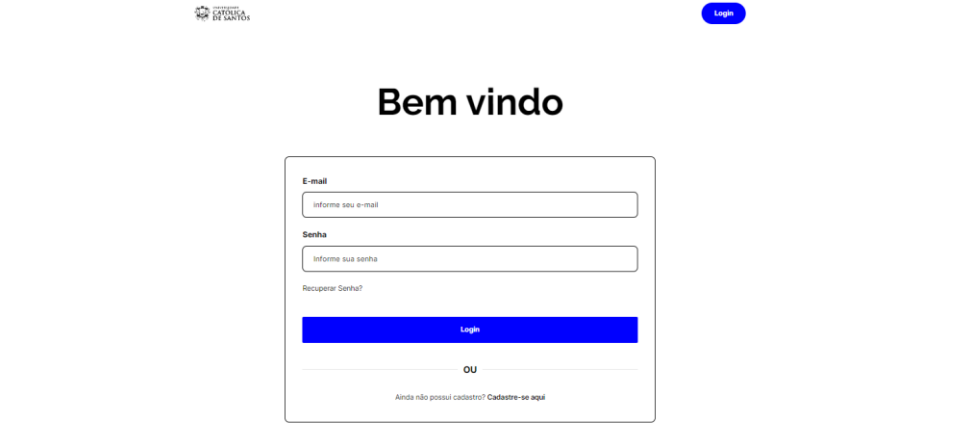 UNIVERSIDADE
CATÓLICA
DE SANTOS
Login
Bem vindo
E-mail
informe seu e-mail
Senha
Informe sua senha
Recuperar Senha?
Login
OU
Ainda não possui cadastro? Cadastre-se aqui